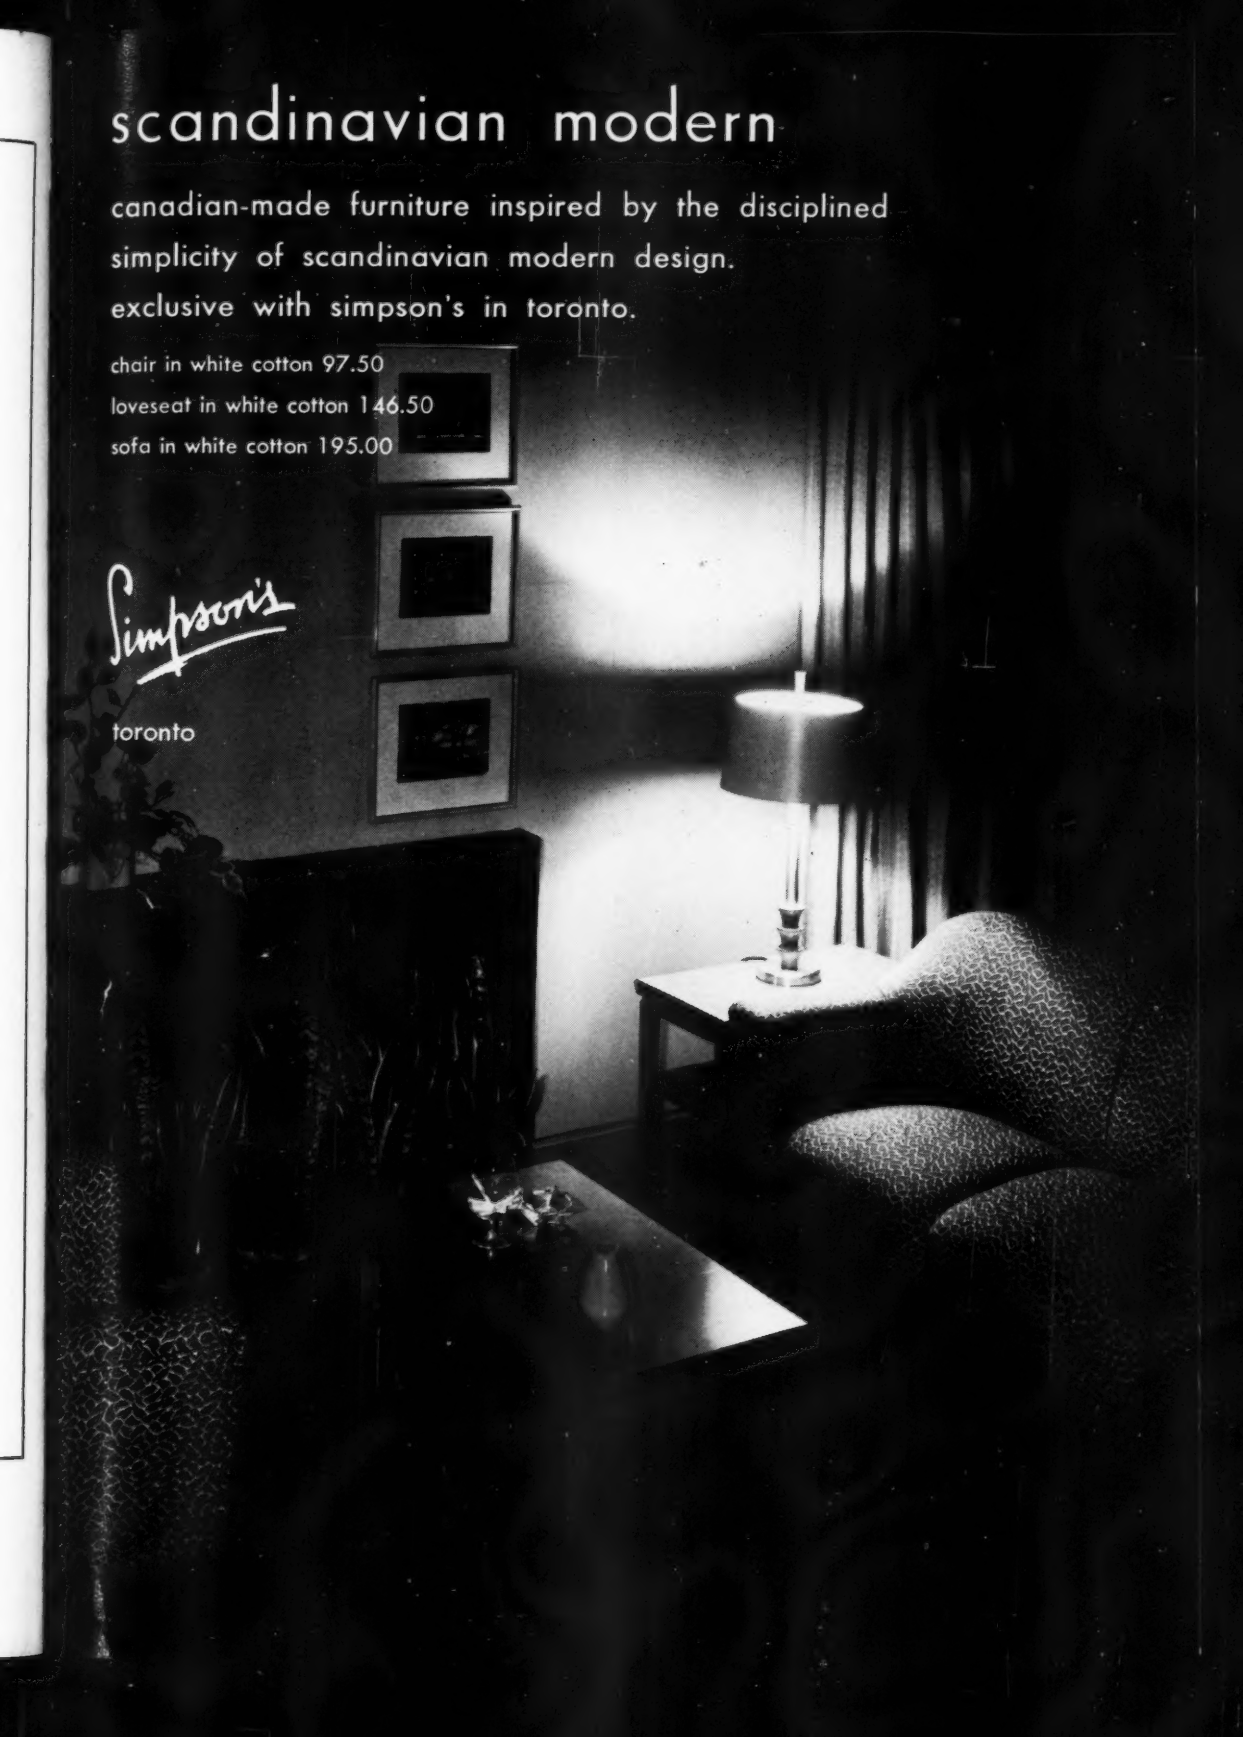 scandinavian modern
canadian-made furniture inspired by the disciplined
simplicity of scandinavian modern design.
exclusive with simpson's in toronto.
chair in white cotton 97.50
loveseat in white cotton 146.50
sofa in white cotton 195.00
Simpson's
toronto